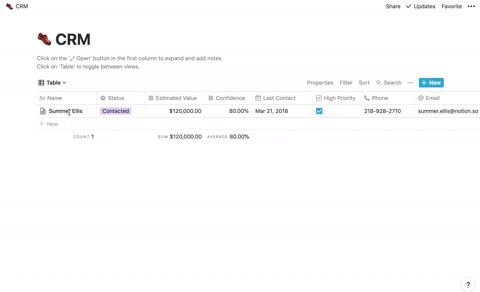 CRM
Share Updates Favorite •••
CRM
Click on the '⤢ Open' button in the first column to expand and add notes.
Click on 'Table' to toggle between views.
Table Properties Filter Sort Search ••• + New
Name Status Estimated Value Confidence Last Contact High Priority Phone Email
Summer Ellis Contacted $120,000.00 80.00% Mar 21, 2018 218-928-2710 summer.ellis@notion.so
+ New
COUNT 1 SUM $120,000.00 AVERAGE 80.00%
?